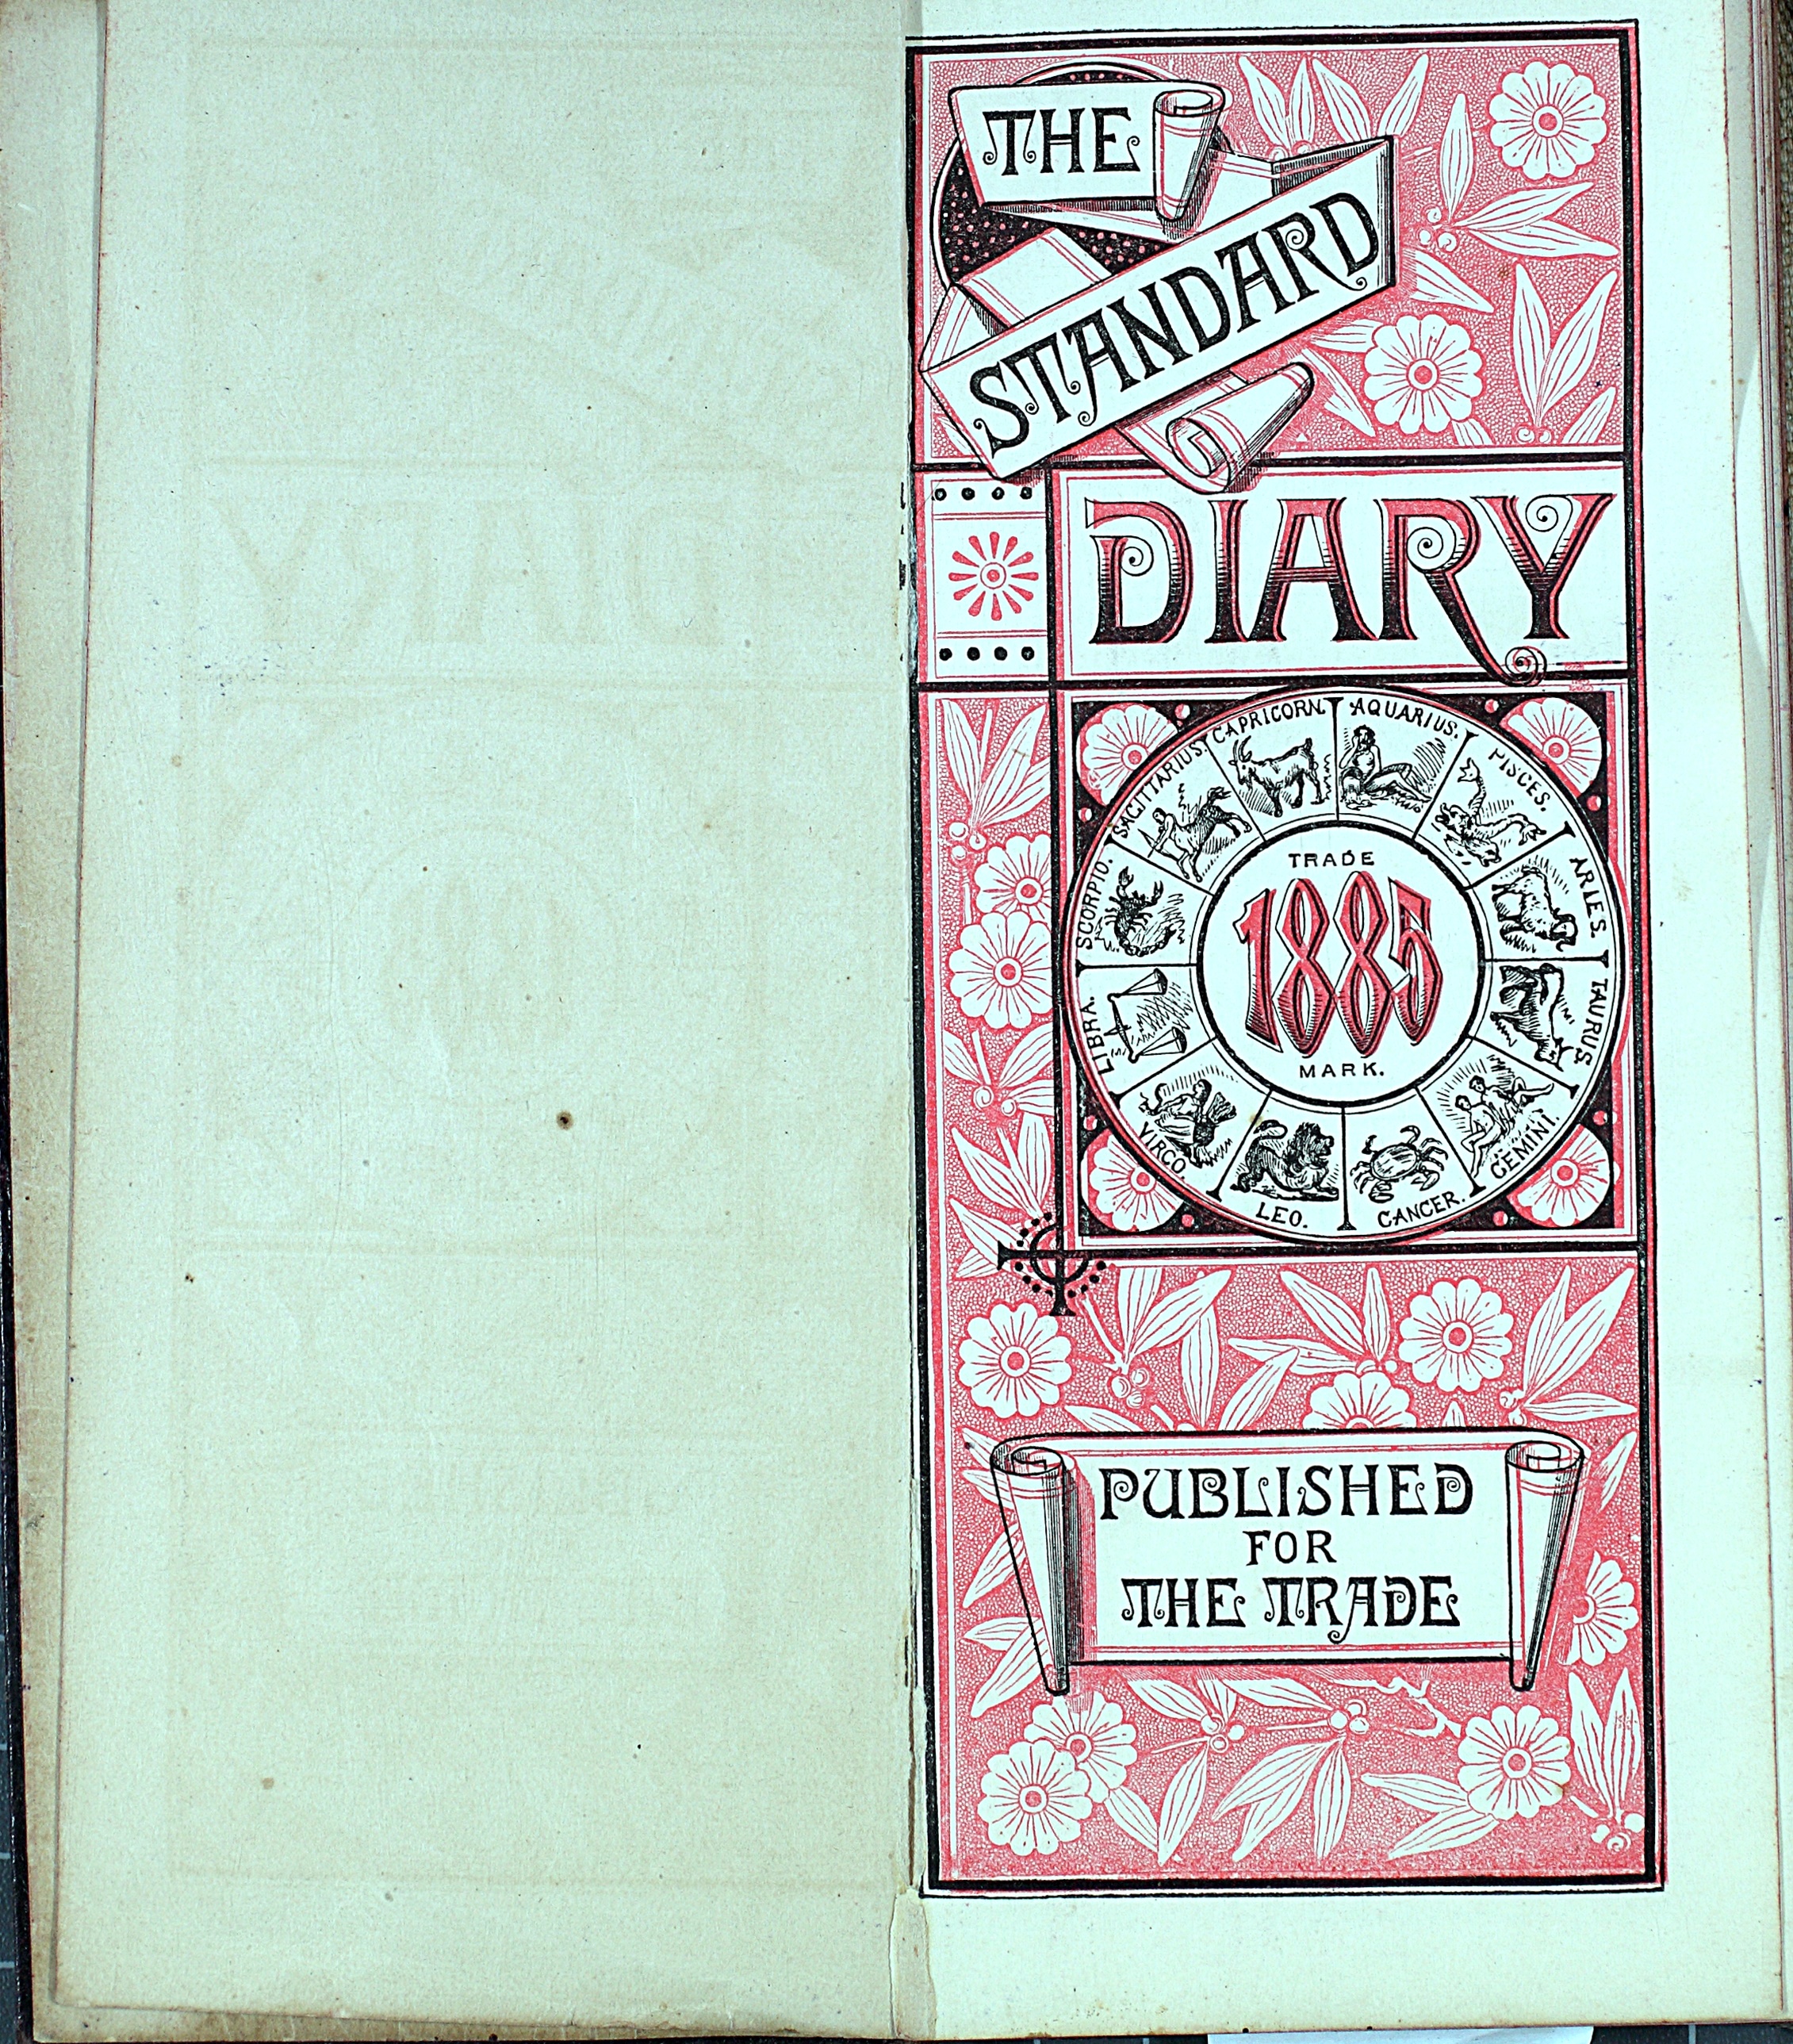 THE
STANDARD
DIARY
CAPRICORN.
AQUARIUS.
PISCES.
ARIES.
TAURUS.
GEMINI.
CANCER.
LEO.
VIRGO.
LIBRA.
SCORPIO.
SAGITTARIUS.
TRADE
1885
MARK.
PUBLISHED
FOR
THE TRADE